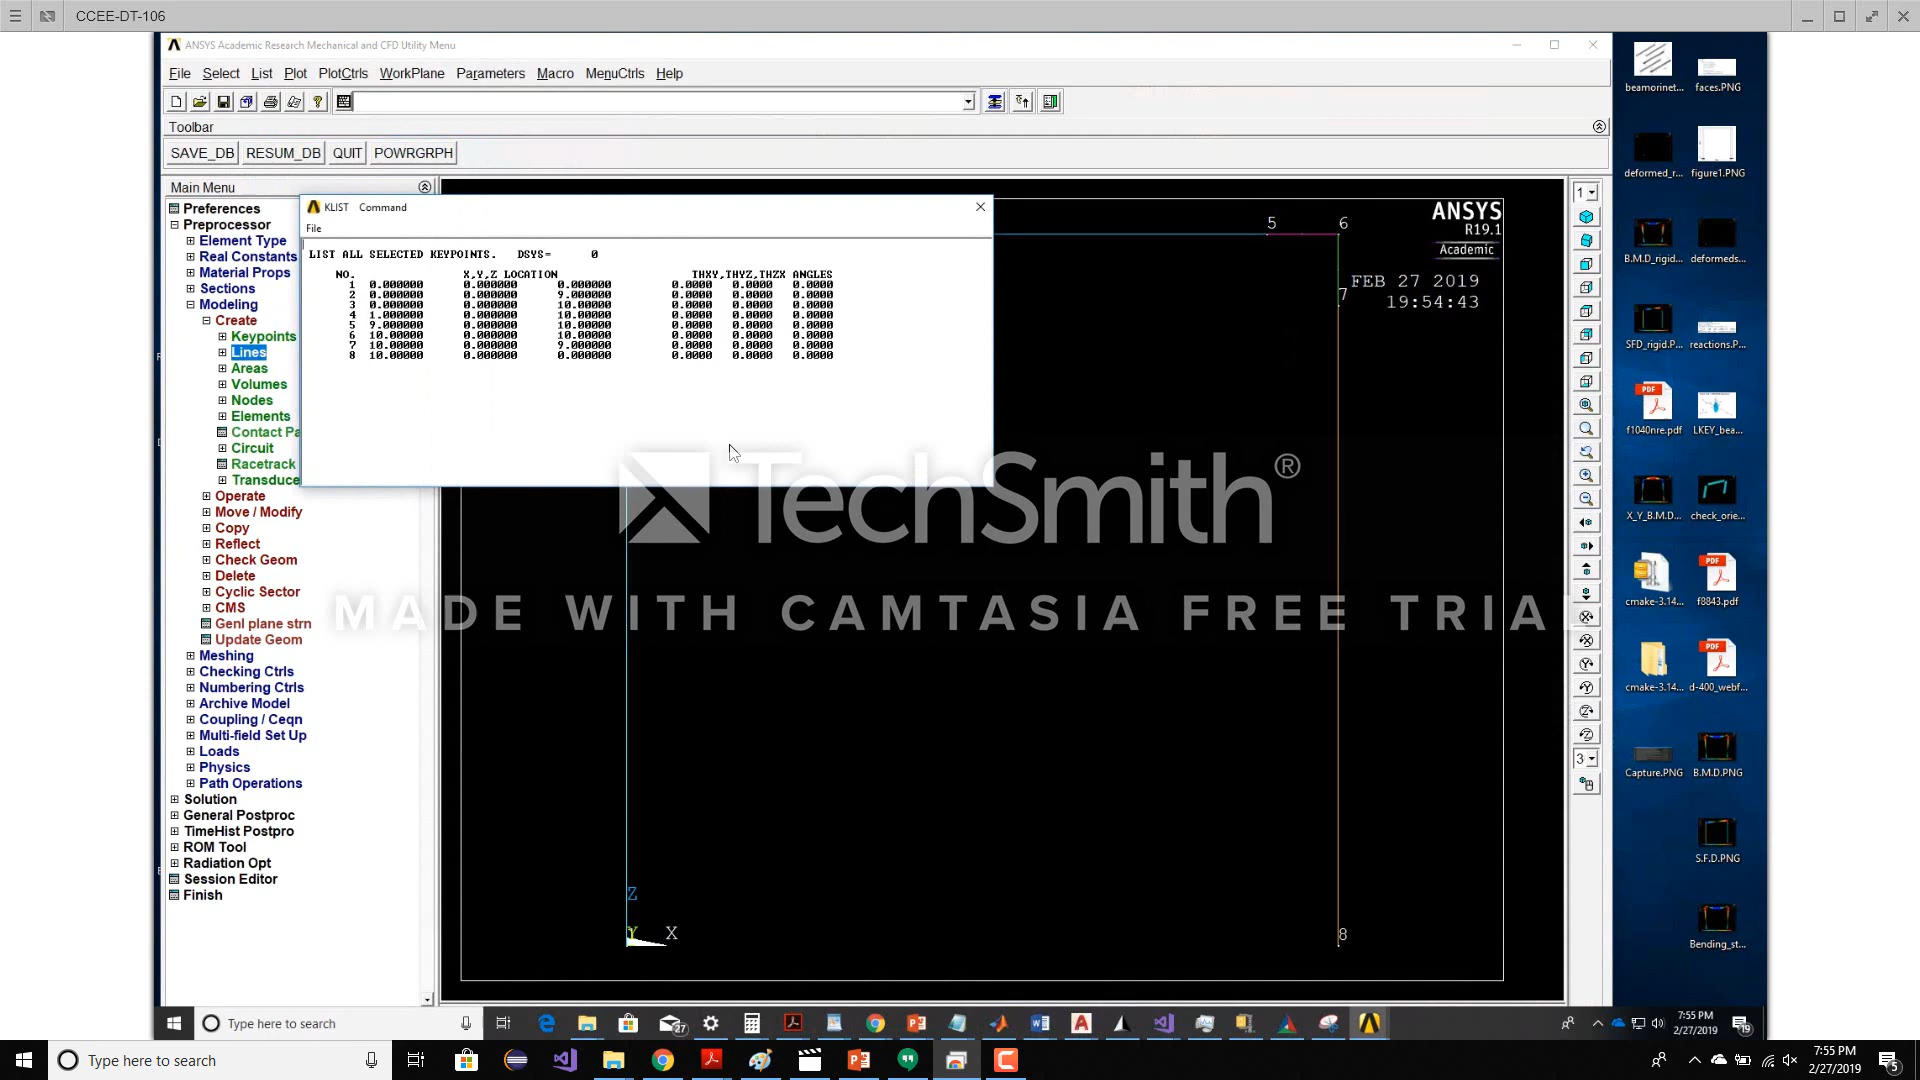 CCEE-DT-106
ANSYS Academic Research Mechanical and CFD Utility Menu
File Select List Plot PlotCtrls WorkPlane Parameters Macro MenuCtrls Help
Toolbar
SAVE_DB RESUM_DB QUIT POWRGRPH
Main Menu
Preferences
Preprocessor
Element Type
Real Constants
Material Props
Sections
Modeling
Create
Keypoints
Lines
Areas
Volumes
Nodes
Elements
Contact Pa
Circuit
Racetrack
Transduce
Operate
Move / Modify
Copy
Reflect
Check Geom
Delete
Cyclic Sector
CMS
Genl plane strn
Update Geom
Meshing
Checking Ctrls
Numbering Ctrls
Archive Model
Coupling / Ceqn
Multi-field Set Up
Loads
Physics
Path Operations
Solution
General Postproc
TimeHist Postpro
ROM Tool
Radiation Opt
Session Editor
Finish
KLIST Command
File
LIST ALL SELECTED KEYPOINTS. DSYS= 0
NO. X,Y,Z LOCATION THXY,THYZ,THZX ANGLES
1 0.000000 0.000000 0.000000 0.0000 0.0000 0.0000
2 0.000000 0.000000 9.000000 0.0000 0.0000 0.0000
3 0.000000 0.000000 10.00000 0.0000 0.0000 0.0000
4 1.000000 0.000000 10.00000 0.0000 0.0000 0.0000
5 9.000000 0.000000 10.00000 0.0000 0.0000 0.0000
6 10.00000 0.000000 10.00000 0.0000 0.0000 0.0000
7 10.00000 0.000000 9.000000 0.0000 0.0000 0.0000
8 10.00000 0.000000 0.000000 0.0000 0.0000 0.0000
5 6
7
8
Z
Y X
ANSYS
R19.1
Academic
FEB 27 2019
19:54:43
TechSmith®
MADE WITH CAMTASIA FREE TRIA
1
3
beamorinet... faces.PNG
deformed_r... figure1.PNG
B.M.D_rigid... deformeds...
SFD_rigid.P... reactions.P...
f1040nre.pdf LKEY_bea...
X_Y_B.M.D... check_orie...
cmake-3.14... f8843.pdf
cmake-3.14... d-400_webf...
Capture.PNG B.M.D.PNG
S.F.D.PNG
Bending_st...
Type here to search
27
7:55 PM
2/27/2019
19
Type here to search
7:55 PM
2/27/2019
5